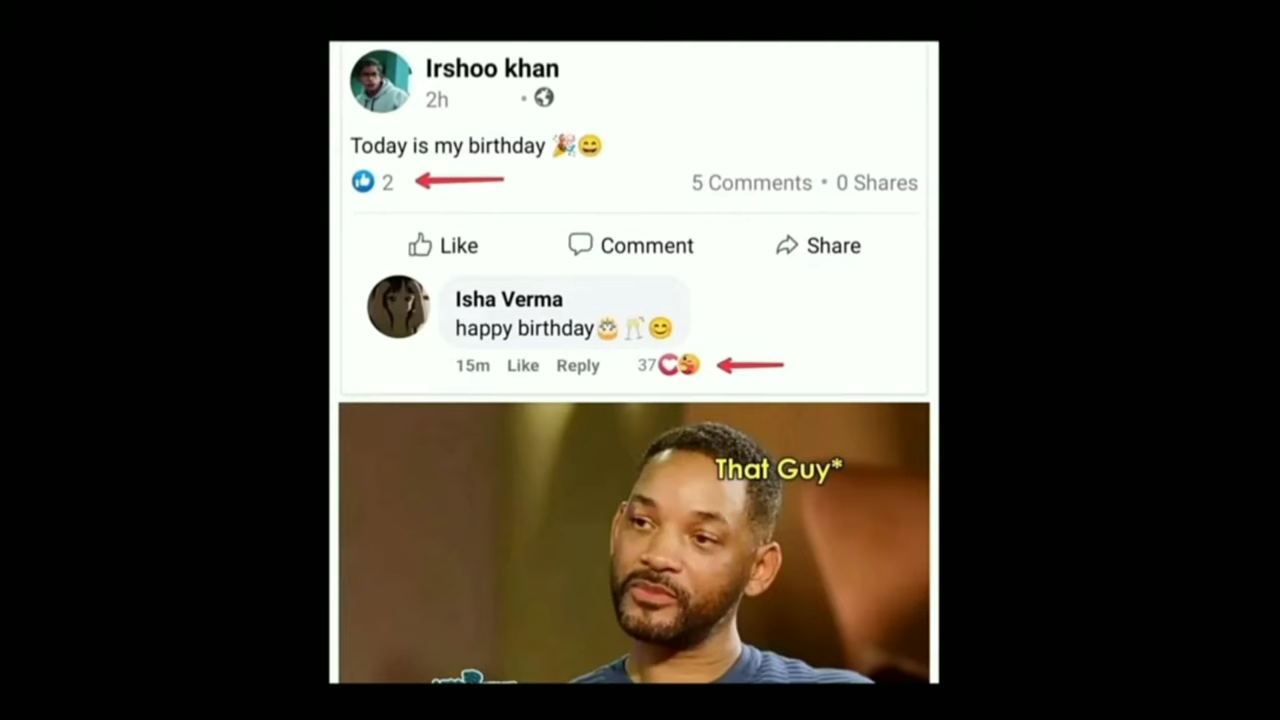 Irshoo khan
2h
Today is my birthday 🎉😄
2
5 Comments • 0 Shares
Like Comment Share
Isha Verma
happy birthday🎂🥂😊
15m Like Reply 37
That Guy*